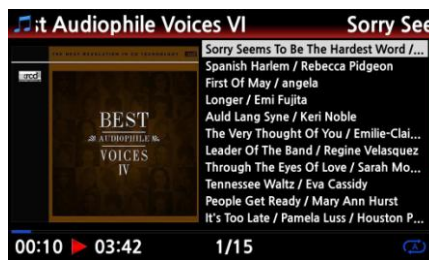 st Audiophile Voices VI Sorry See
Sorry Seems To Be The Hardest Word /...
Spanish Harlem / Rebecca Pidgeon
First Of May / angela
Longer / Emi Fujita
Auld Lang Syne / Keri Noble
The Very Thought Of You / Emilie-Clai...
Leader Of The Band / Regine Velasquez
Through The Eyes Of Love / Sarah Mo...
Tennessee Waltz / Eva Cassidy
People Get Ready / Mary Ann Hurst
It's Too Late / Pamela Luss / Houston P...
BEST
AUDIOPHILE
VOICES
IV
00:10 03:42 1/15
A